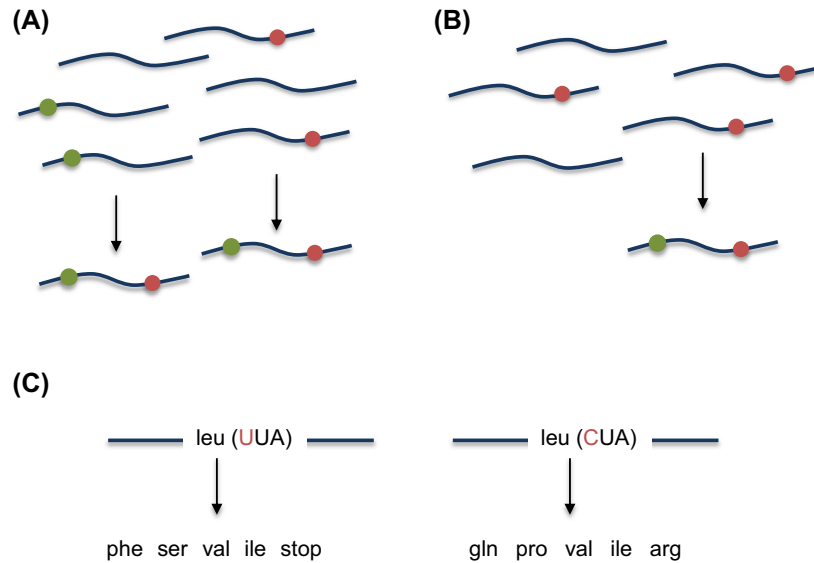 (A)
(B)
(C)
leu (UUA)
leu (CUA)
phe ser val ile stop
gln pro val ile arg